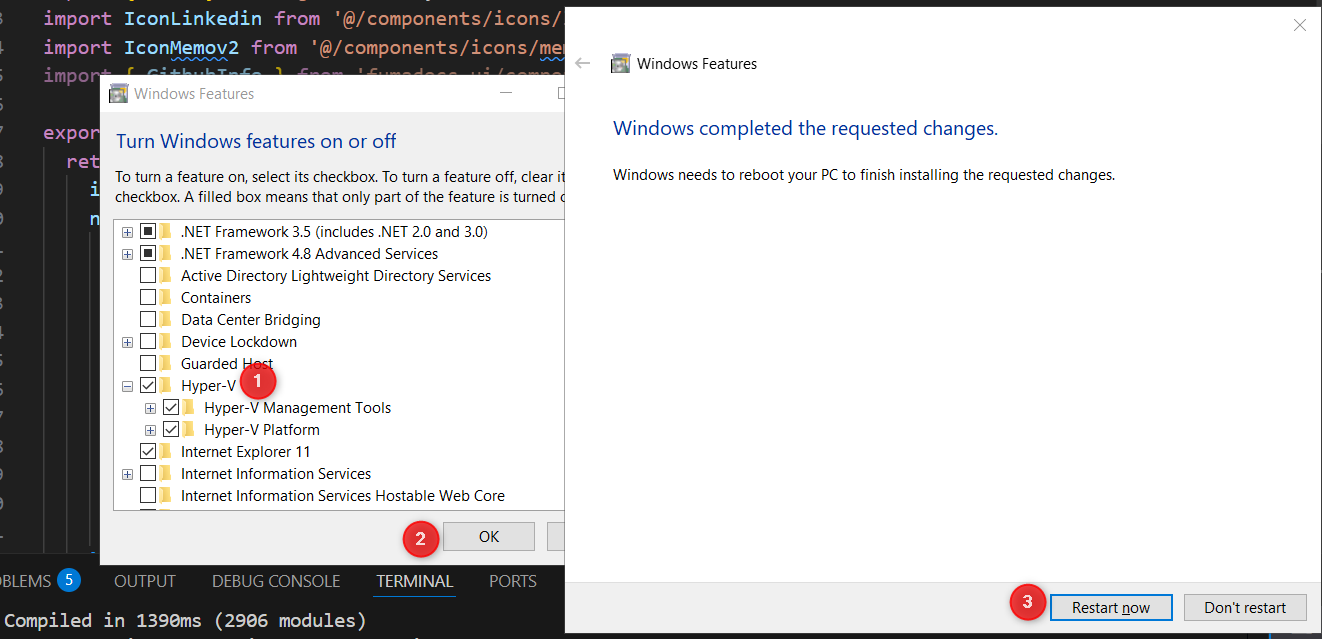 import IconLinkedin from '@/components/icons/
import IconMemov2 from '@/components/icons/me
import { GithubInfo } from 'fumadocs-ui/compo
expor
ret
i
n
Windows Features
Turn Windows features on or off
To turn a feature on, select its checkbox. To turn a feature off, clear it
checkbox. A filled box means that only part of the feature is turned o
.NET Framework 3.5 (includes .NET 2.0 and 3.0)
.NET Framework 4.8 Advanced Services
Active Directory Lightweight Directory Services
Containers
Data Center Bridging
Device Lockdown
Guarded Host
Hyper-V
1
Hyper-V Management Tools
Hyper-V Platform
Internet Explorer 11
Internet Information Services
Internet Information Services Hostable Web Core
2
OK
OBLEMS 5 OUTPUT DEBUG CONSOLE TERMINAL PORTS
Compiled in 1390ms (2906 modules)
Windows Features
Windows completed the requested changes.
Windows needs to reboot your PC to finish installing the requested changes.
3
Restart now
Don't restart